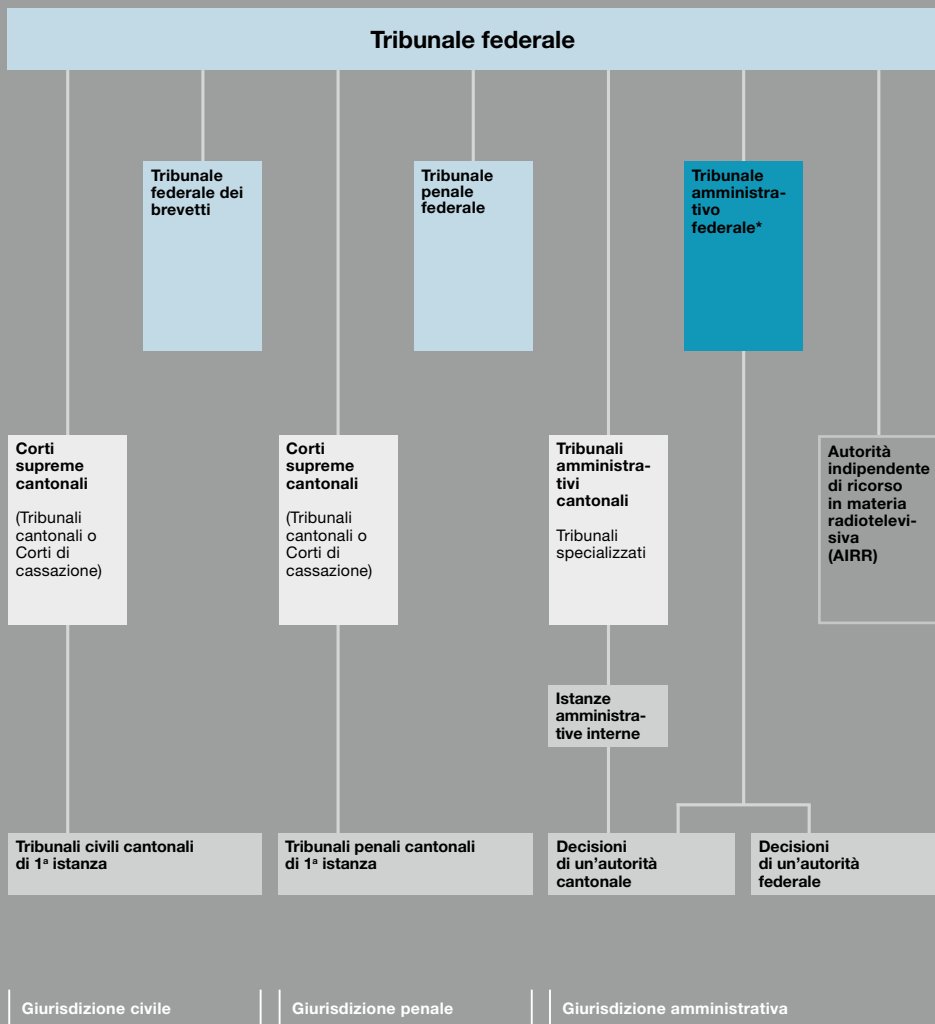 Tribunale federale
Tribunale
federale dei
brevetti
Tribunale
penale
federale
Tribunale
amministra-
tivo
federale*
Corti
supreme
cantonali
(Tribunali
cantonali o
Corti di
cassazione)
Corti
supreme
cantonali
(Tribunali
cantonali o
Corti di
cassazione)
Tribunali
amministra-
tivi
cantonali
Tribunali
specializzati
Autorità
indipendente
di ricorso
in materia
radiotelevi-
siva
(AIRR)
Istanze
amministra-
tive interne
Tribunali civili cantonali
di 1ª istanza
Tribunali penali cantonali
di 1ª istanza
Decisioni
di un'autorità
cantonale
Decisioni
di un'autorità
federale
Giurisdizione civile
Giurisdizione penale
Giurisdizione amministrativa